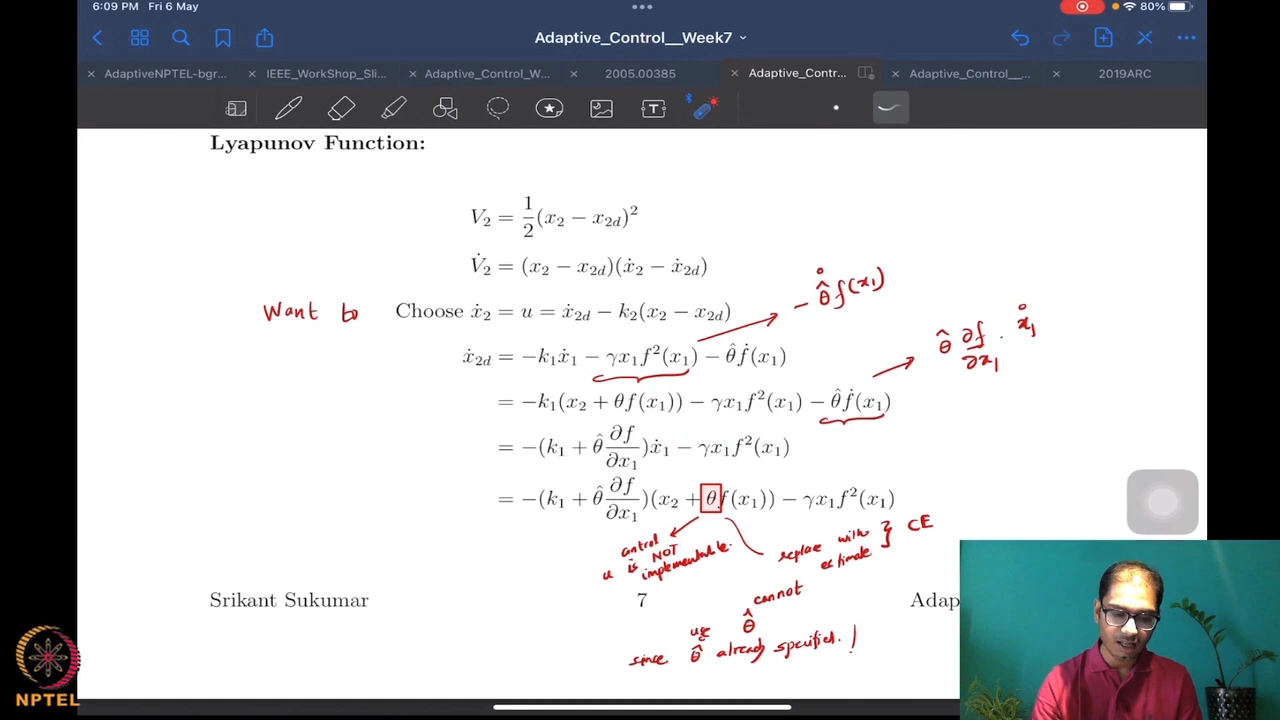 6:09 PM Fri 6 May
80%
Adaptive_Control__Week7
AdaptiveNPTEL-bgr...
IEEE_WorkShop_Sli...
Adaptive_Control_W...
2005.00385
Adaptive_Contr...
Adaptive_Control__...
2019ARC
Lyapunov Function:
V₂ = 1/2 (x₂ − x₂d)²
V̇₂ = (x₂ − x₂d)(ẋ₂ − ẋ₂d)
− θ̂̇ f(x₁)
Want to Choose ẋ₂ = u = ẋ₂d − k₂(x₂ − x₂d)
θ̂ ∂f/∂x₁ · ẋ₁
ẋ₂d = −k₁ẋ₁ − γx₁f²(x₁) − θ̂ḟ(x₁)
= −k₁(x₂ + θf(x₁)) − γx₁f²(x₁) − θ̂ḟ(x₁)
= −(k₁ + θ̂ ∂f/∂x₁)ẋ₁ − γx₁f²(x₁)
= −(k₁ + θ̂ ∂f/∂x₁)(x₂ + θf(x₁)) − γx₁f²(x₁)
control
u is NOT
implementable.
replace with
estimate } CE
cannot
use θ̂
since θ̂ already specified. !
Srikant Sukumar 7 Adap
NPTEL